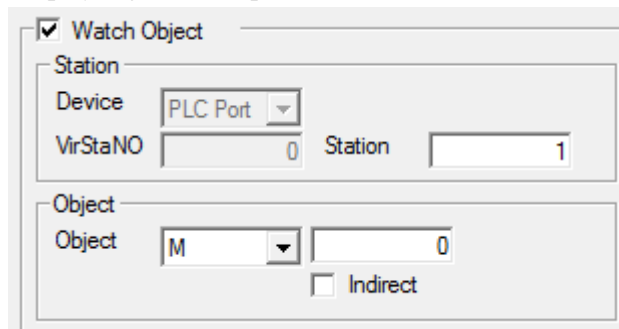 Watch Object
Station
Device PLC Port
VirStaNO 0 Station 1
Object
Object M 0
Indirect